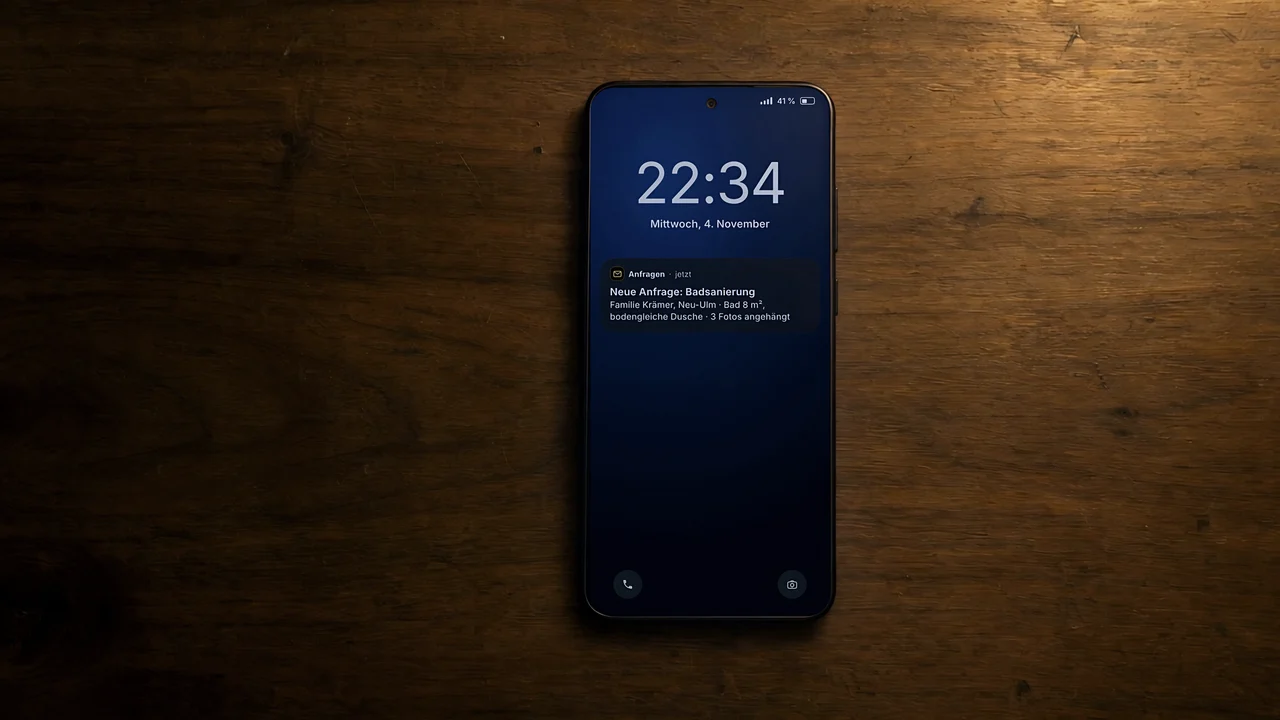 41 %
22:34
Mittwoch, 4. November
Anfragen · jetzt
Neue Anfrage: Badsanierung
Familie Krämer, Neu-Ulm · Bad 8 m²,
bodengleiche Dusche · 3 Fotos angehängt